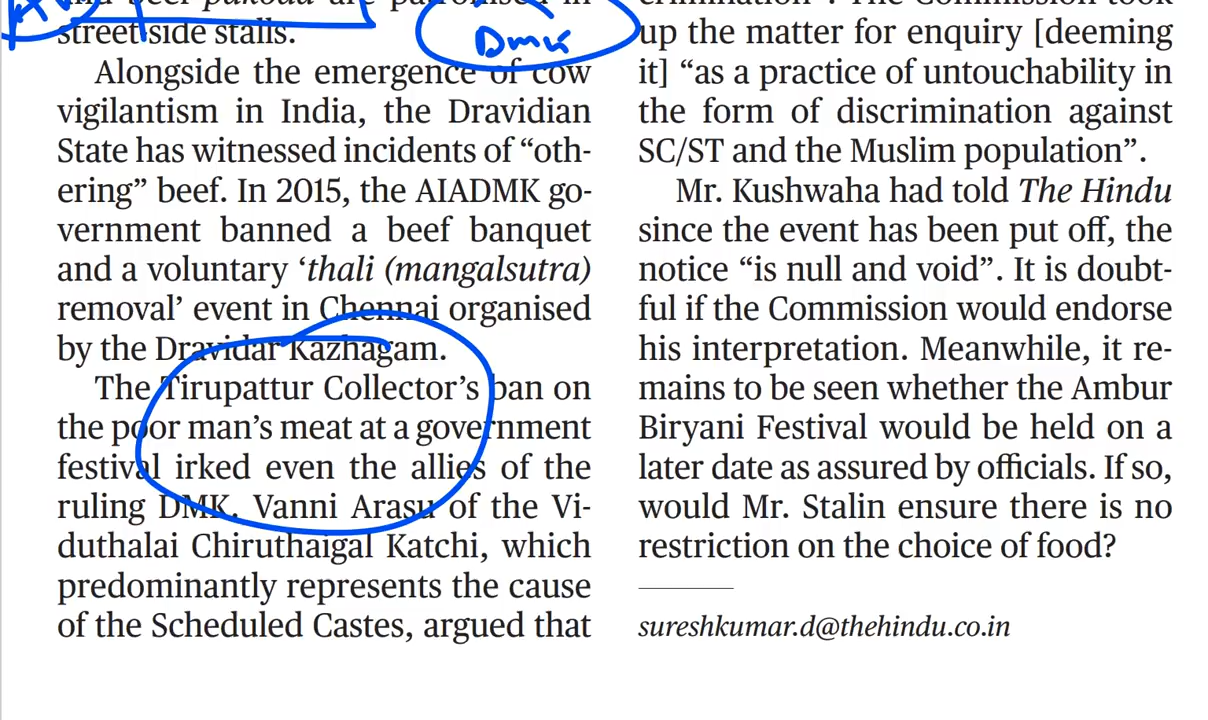 street side stalls.
Alongside the emergence of cow
vigilantism in India, the Dravidian
State has witnessed incidents of “oth-
ering” beef. In 2015, the AIADMK go-
vernment banned a beef banquet
and a voluntary ‘thali (mangalsutra)
removal’ event in Chennai organised
by the Dravidar Kazhagam.
The Tirupattur Collector’s ban on
the poor man’s meat at a government
festival irked even the allies of the
ruling DMK. Vanni Arasu of the Vi-
duthalai Chiruthaigal Katchi, which
predominantly represents the cause
of the Scheduled Castes, argued that
DMK
up the matter for enquiry [deeming
it] “as a practice of untouchability in
the form of discrimination against
SC/ST and the Muslim population”.
Mr. Kushwaha had told The Hindu
since the event has been put off, the
notice “is null and void”. It is doubt-
ful if the Commission would endorse
his interpretation. Meanwhile, it re-
mains to be seen whether the Ambur
Biryani Festival would be held on a
later date as assured by officials. If so,
would Mr. Stalin ensure there is no
restriction on the choice of food?
sureshkumar.d@thehindu.co.in